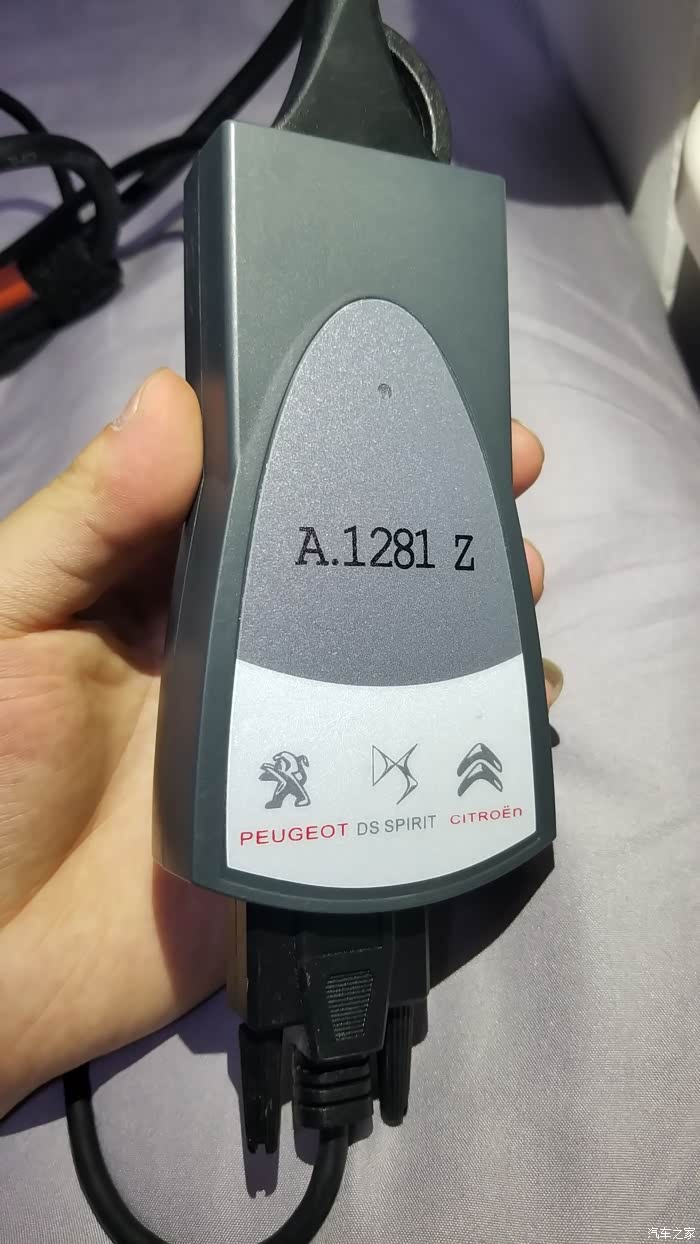 A.1281 Z
PEUGEOT DS SPIRIT CITROËn
汽车之家